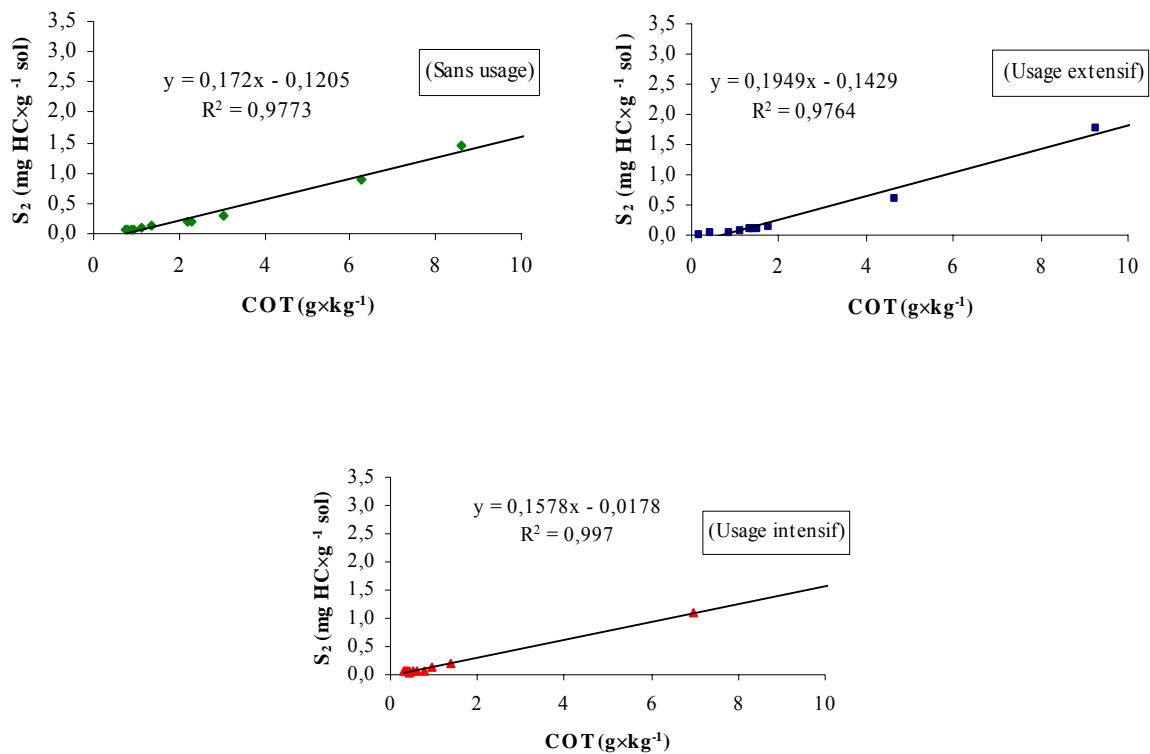 S₂ (mg HC×g⁻¹ sol)
3,5
3,0
2,5
2,0
1,5
1,0
0,5
0,0
y = 0,172x - 0,1205
R² = 0,9773
(Sans usage)
0 2 4 6 8 10
COT (g×kg⁻¹)
S₂ (mg HC×g⁻¹ sol)
3,5
3,0
2,5
2,0
1,5
1,0
0,5
0,0
y = 0,1949x - 0,1429
R² = 0,9764
(Usage extensif)
0 2 4 6 8 10
COT (g×kg⁻¹)
S₂ (mg HC×g⁻¹ sol)
3,5
3,0
2,5
2,0
1,5
1,0
0,5
0,0
y = 0,1578x - 0,0178
R² = 0,997
(Usage intensif)
0 2 4 6 8 10
COT (g×kg⁻¹)